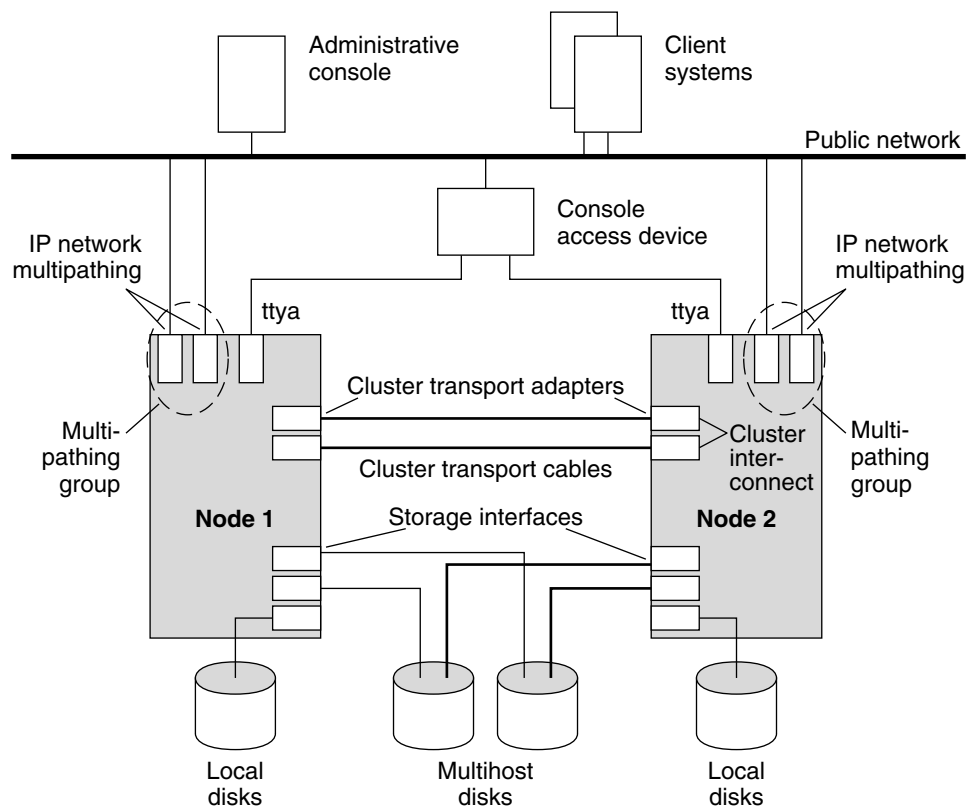 Administrative
console
Client
systems
Public network
Console
access device
IP network
multipathing
IP network
multipathing
ttya
ttya
Cluster transport adapters
Multi-
pathing
group
Cluster
inter-
connect
Multi-
pathing
group
Cluster transport cables
Node 1
Storage interfaces
Node 2
Local
disks
Multihost
disks
Local
disks